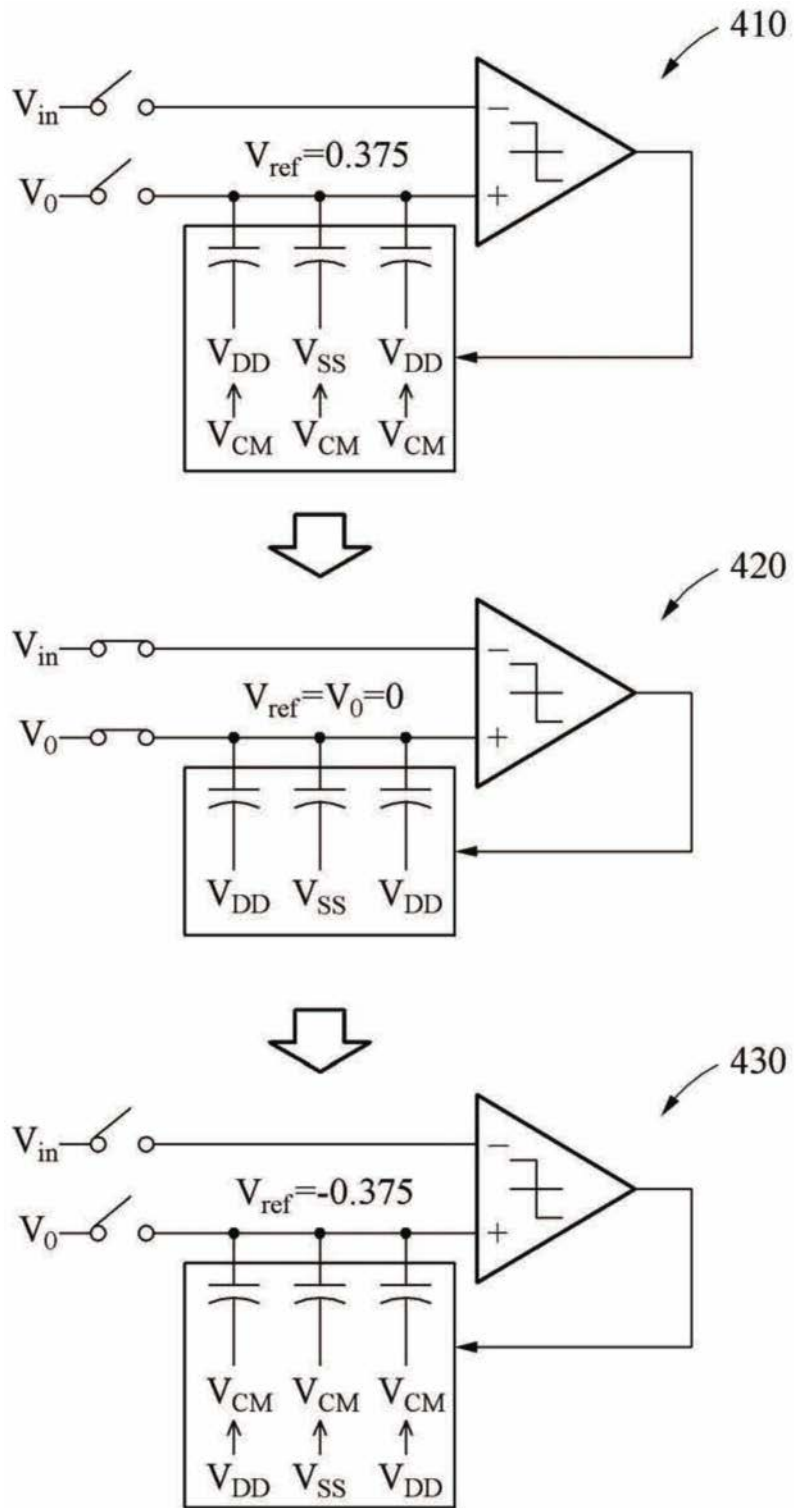 410
V_in
V_ref=0.375
V_0
−
+
V_DD V_SS V_DD
V_CM V_CM V_CM
420
V_in
V_ref=V_0=0
V_0
−
+
V_DD V_SS V_DD
430
V_in
V_ref=-0.375
V_0
−
+
V_CM V_CM V_CM
V_DD V_SS V_DD